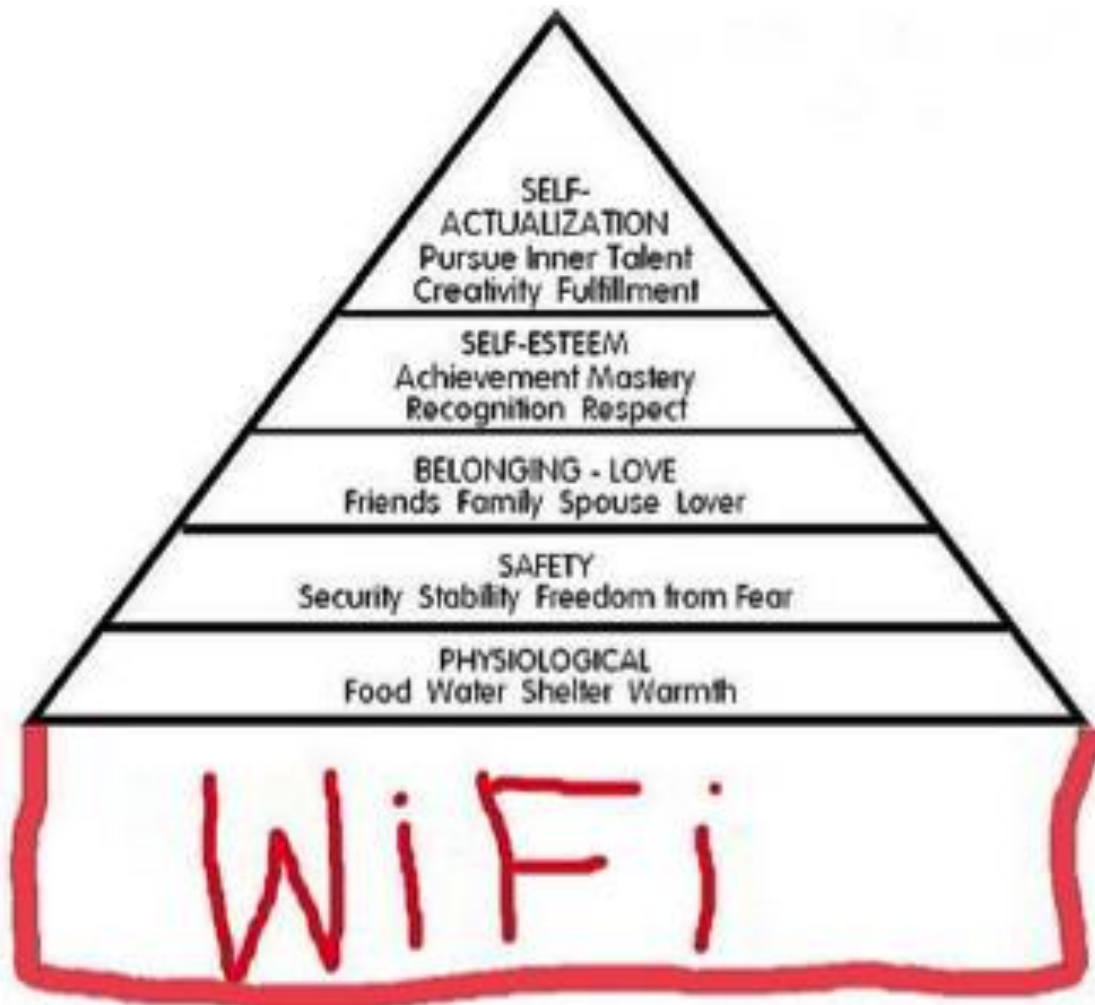 SELF-
ACTUALIZATION
Pursue Inner Talent
Creativity Fulfillment
SELF-ESTEEM
Achievement Mastery
Recognition Respect
BELONGING - LOVE
Friends Family Spouse Lover
SAFETY
Security Stability Freedom from Fear
PHYSIOLOGICAL
Food Water Shelter Warmth
WiFi